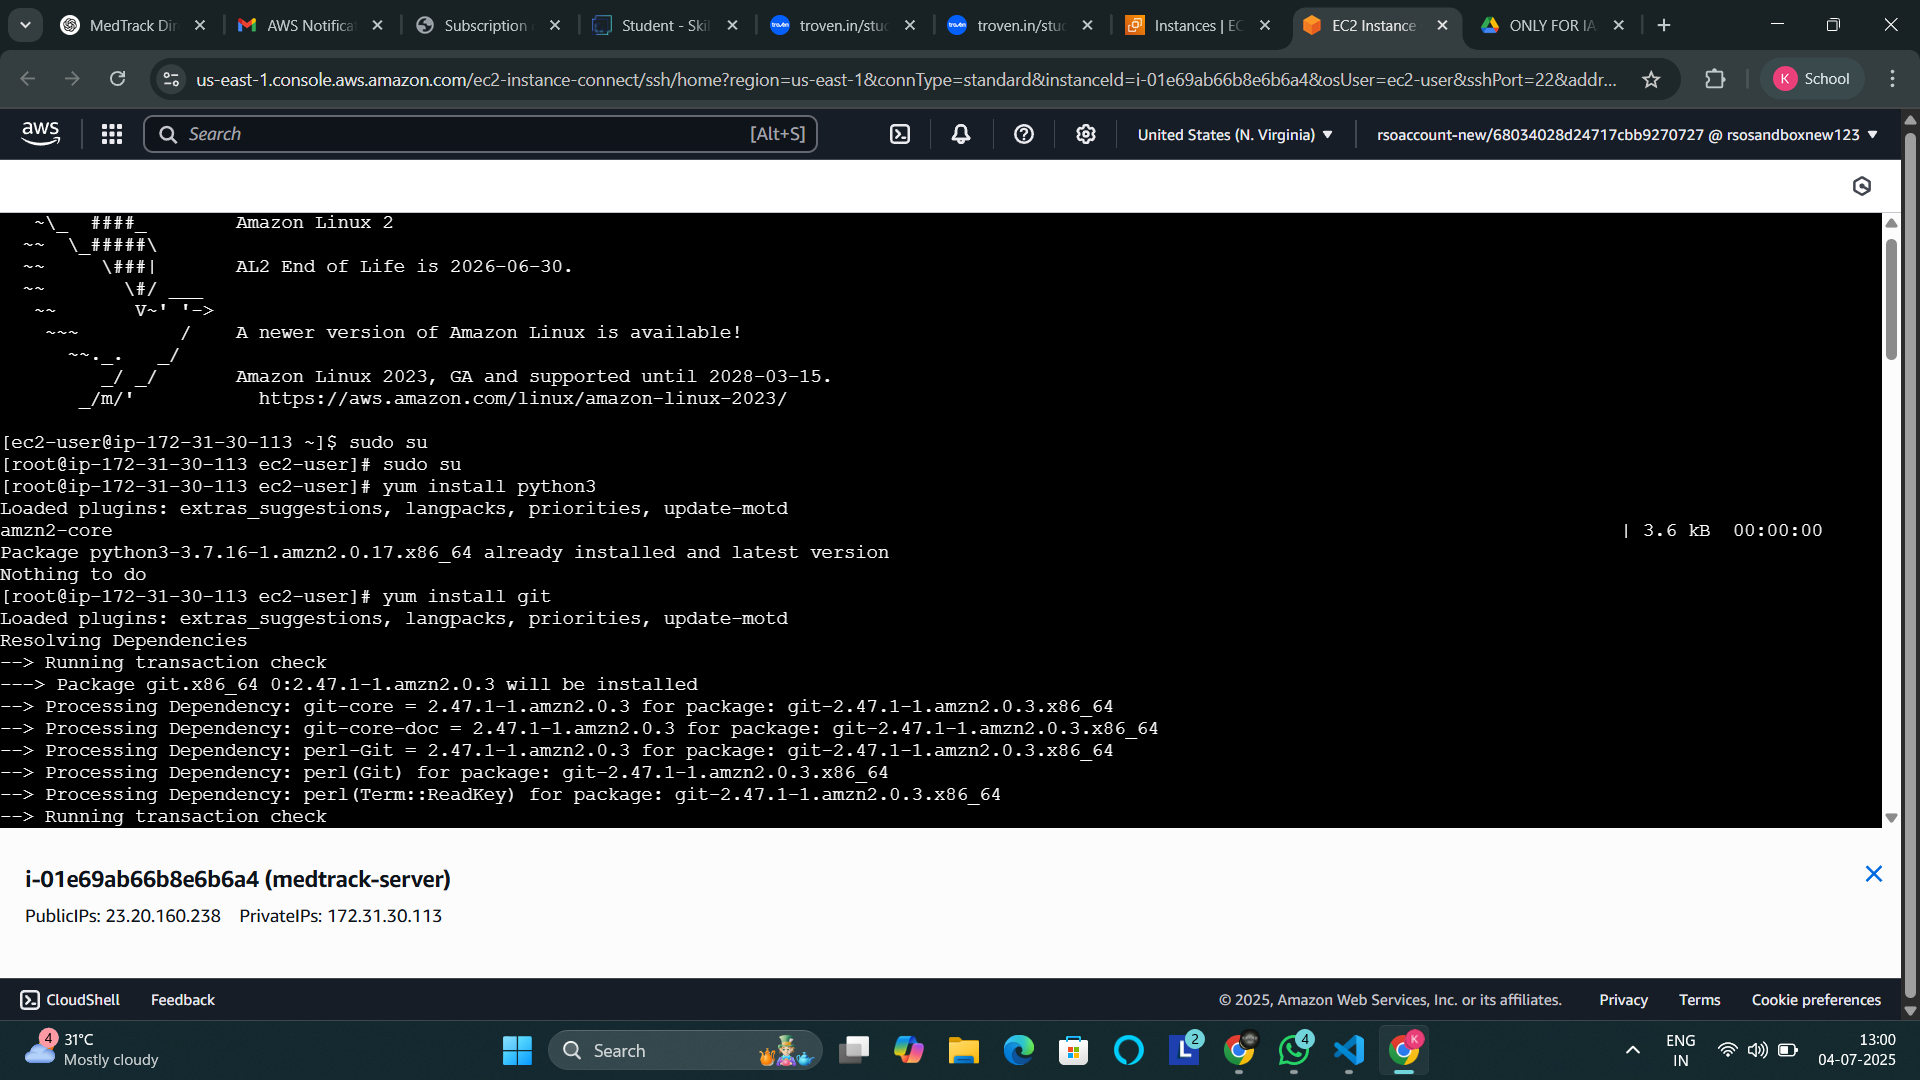 MedTrack Dir
AWS Notifica
Subscription
Student - Skil
troven.in/stu
troven.in/stu
Instances | EC
EC2 Instance
ONLY FOR IA
us-east-1.console.aws.amazon.com/ec2-instance-connect/ssh/home?region=us-east-1&connType=standard&instanceId=i-01e69ab66b8e6b6a4&osUser=ec2-user&sshPort=22&addr...
K School
aws
Search [Alt+S]
United States (N. Virginia)
rsoaccount-new/68034028d24717cbb9270727 @ rsosandboxnew123
~\_ ####_ Amazon Linux 2
~~ \_#####\
~~ \###| AL2 End of Life is 2026-06-30.
~~ \#/ ___
~~ V~' '->
~~~ / A newer version of Amazon Linux is available!
~~._. _/
_/ _/ Amazon Linux 2023, GA and supported until 2028-03-15.
_/m/' https://aws.amazon.com/linux/amazon-linux-2023/
[ec2-user@ip-172-31-30-113 ~]$ sudo su
[root@ip-172-31-30-113 ec2-user]# sudo su
[root@ip-172-31-30-113 ec2-user]# yum install python3
Loaded plugins: extras_suggestions, langpacks, priorities, update-motd
amzn2-core | 3.6 kB 00:00:00
Package python3-3.7.16-1.amzn2.0.17.x86_64 already installed and latest version
Nothing to do
[root@ip-172-31-30-113 ec2-user]# yum install git
Loaded plugins: extras_suggestions, langpacks, priorities, update-motd
Resolving Dependencies
--> Running transaction check
---> Package git.x86_64 0:2.47.1-1.amzn2.0.3 will be installed
--> Processing Dependency: git-core = 2.47.1-1.amzn2.0.3 for package: git-2.47.1-1.amzn2.0.3.x86_64
--> Processing Dependency: git-core-doc = 2.47.1-1.amzn2.0.3 for package: git-2.47.1-1.amzn2.0.3.x86_64
--> Processing Dependency: perl-Git = 2.47.1-1.amzn2.0.3 for package: git-2.47.1-1.amzn2.0.3.x86_64
--> Processing Dependency: perl(Git) for package: git-2.47.1-1.amzn2.0.3.x86_64
--> Processing Dependency: perl(Term::ReadKey) for package: git-2.47.1-1.amzn2.0.3.x86_64
--> Running transaction check
i-01e69ab66b8e6b6a4 (medtrack-server)
PublicIPs: 23.20.160.238 PrivateIPs: 172.31.30.113
CloudShell Feedback
© 2025, Amazon Web Services, Inc. or its affiliates. Privacy Terms Cookie preferences
4
31°C
Mostly cloudy
Search
L 2
4
K
ENG
IN
13:00
04-07-2025